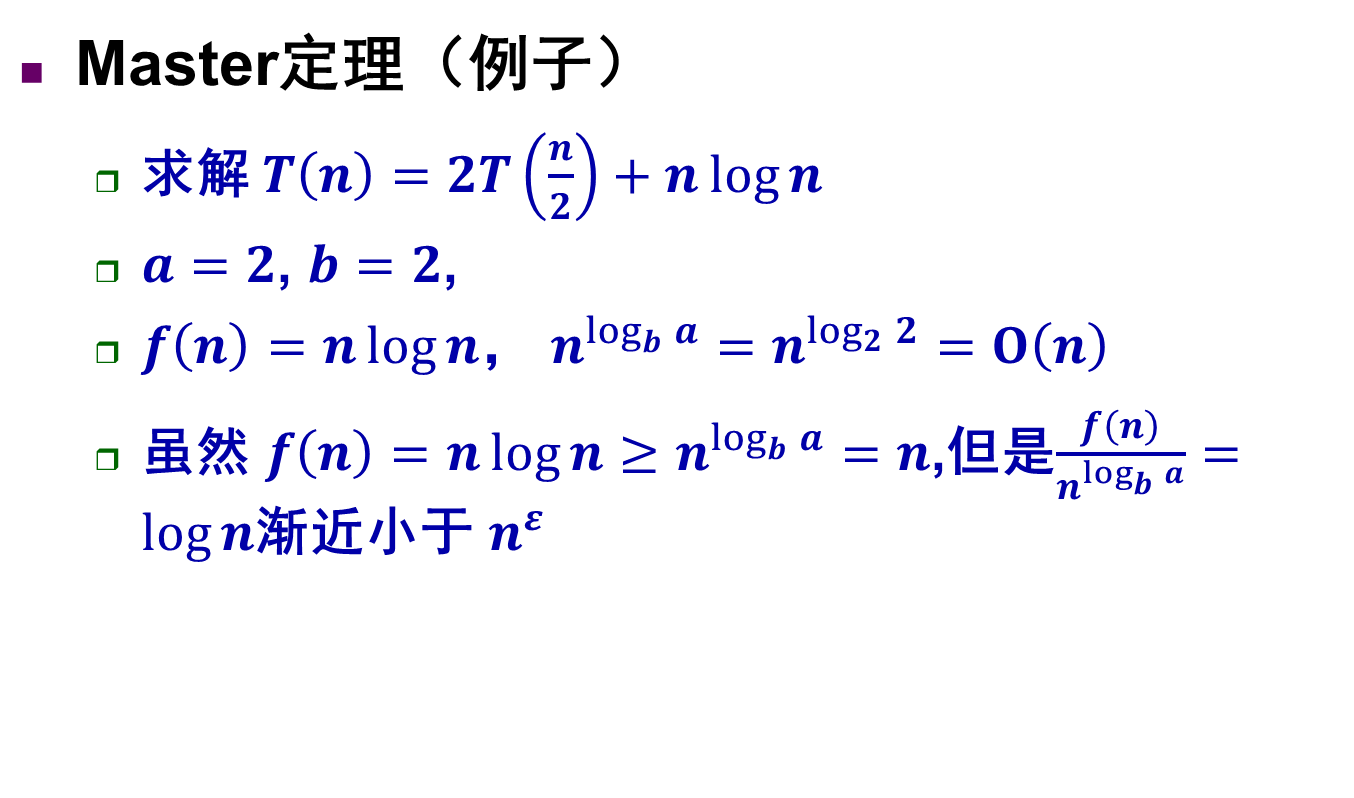 Master定理（例子）
求解 T(n) = 2T(n/2) + n log n
a = 2, b = 2,
f(n) = n log n， n^{log_b a} = n^{log_2 2} = O(n)
虽然 f(n) = n log n ≥ n^{log_b a} = n,但是 f(n)/n^{log_b a} =
log n渐近小于 n^ε